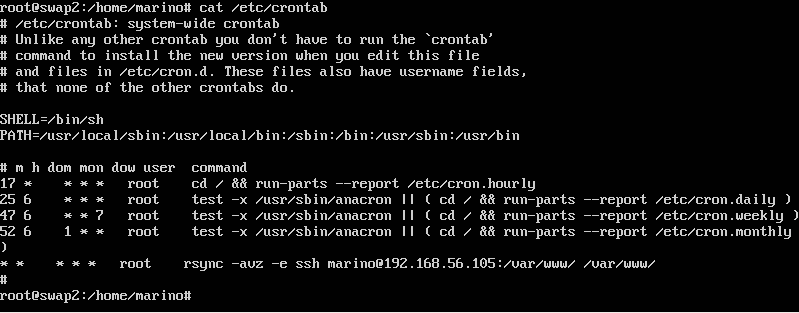 root@swap2:/home/marino# cat /etc/crontab
# /etc/crontab: system-wide crontab
# Unlike any other crontab you don't have to run the `crontab'
# command to install the new version when you edit this file
# and files in /etc/cron.d. These files also have username fields,
# that none of the other crontabs do.

SHELL=/bin/sh
PATH=/usr/local/sbin:/usr/local/bin:/sbin:/bin:/usr/sbin:/usr/bin

# m h dom mon dow user  command
17 *    * * *   root    cd / && run-parts --report /etc/cron.hourly
25 6    * * *   root    test -x /usr/sbin/anacron || ( cd / && run-parts --report /etc/cron.daily )
47 6    * * 7   root    test -x /usr/sbin/anacron || ( cd / && run-parts --report /etc/cron.weekly )
52 6    1 * *   root    test -x /usr/sbin/anacron || ( cd / && run-parts --report /etc/cron.monthly
)
* *    * * *   root    rsync -avz -e ssh marino@192.168.56.105:/var/www/ /var/www/
#
root@swap2:/home/marino#